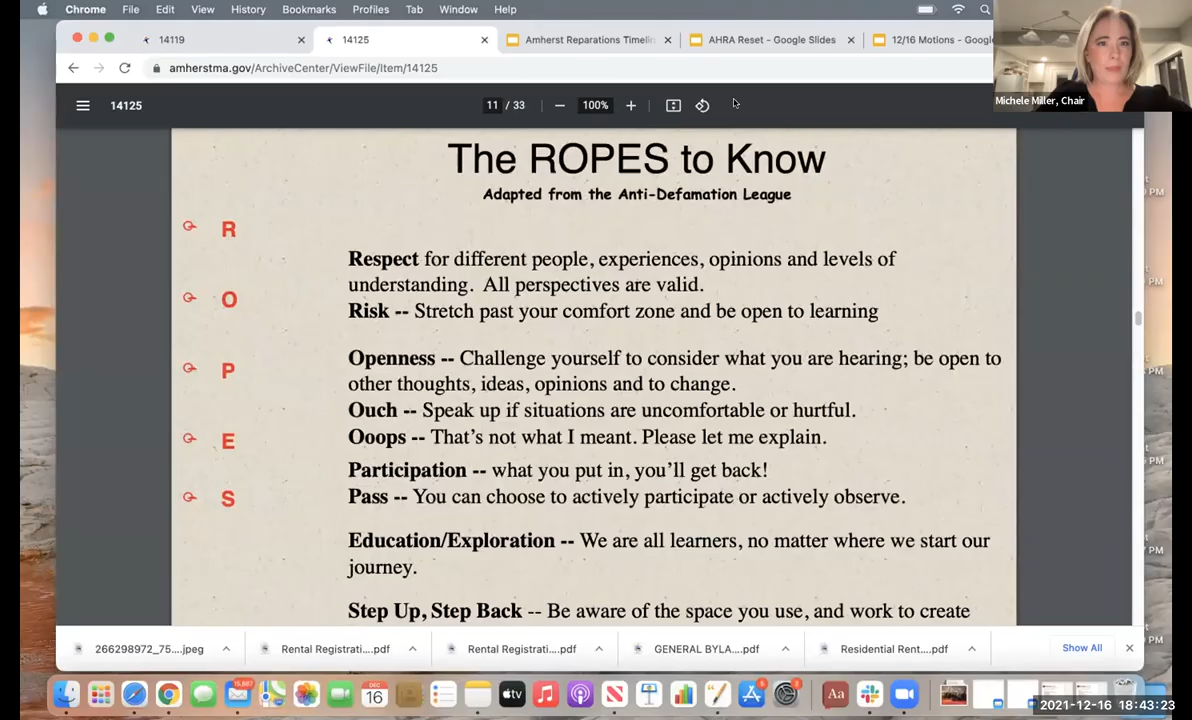 Chrome File Edit View History Bookmarks Profiles Tab Window Help
14119 14125 Amherst Reparations Timelin AHRA Reset - Google Slides 12/16 Motions - Google
amherstma.gov/ArchiveCenter/ViewFile/Item/14125
Michele Miller, Chair
14125 11 / 33 100%
The ROPES to Know
Adapted from the Anti-Defamation League
R
Respect for different people, experiences, opinions and levels of
understanding. All perspectives are valid.
O
Risk -- Stretch past your comfort zone and be open to learning
Openness -- Challenge yourself to consider what you are hearing; be open to
P
other thoughts, ideas, opinions and to change.
Ouch -- Speak up if situations are uncomfortable or hurtful.
E
Ooops -- That's not what I meant. Please let me explain.
Participation -- what you put in, you'll get back!
S
Pass -- You can choose to actively participate or actively observe.
Education/Exploration -- We are all learners, no matter where we start our
journey.
Step Up, Step Back -- Be aware of the space you use, and work to create
266298972_75....jpeg Rental Registrati....pdf Rental Registrati....pdf GENERAL BYLA....pdf Residential Rent....pdf Show All
DEC
16
tv
Aa
2021-12-16 18:43:23